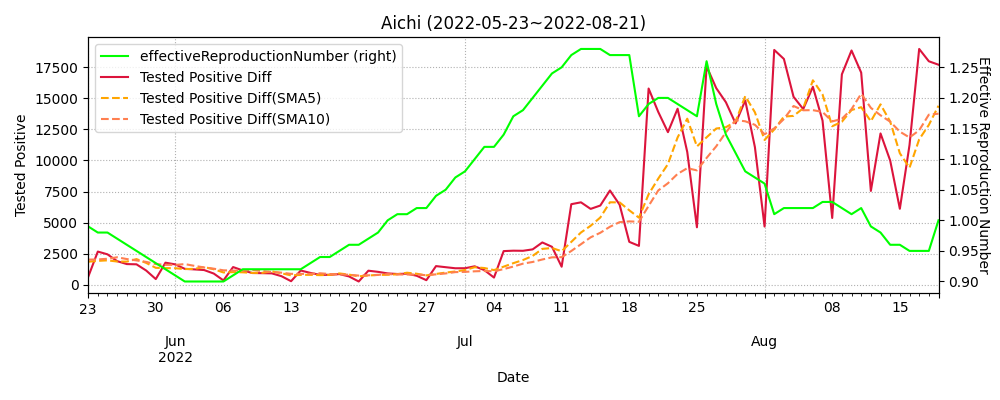 Aichi (2022-05-23~2022-08-21)
effectiveReproductionNumber (right)
Tested Positive Diff
Tested Positive Diff(SMA5)
Tested Positive Diff(SMA10)
Tested Positive
17500
15000
12500
10000
7500
5000
2500
0
Effective Reproduction Number
1.25
1.20
1.15
1.10
1.05
1.00
0.95
0.90
23 30 06 13 20 27 04 11 18 25 08 15
Jun Jul Aug
2022
Date